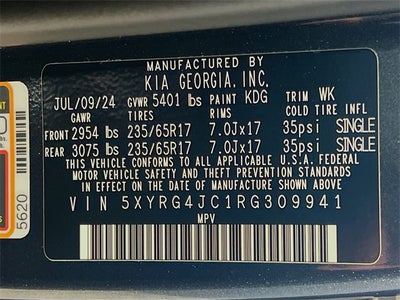 MANUFACTURED BY
KIA GEORGIA, INC.
JUL/09/24 GVWR 5401 lbs PAINT KDG TRIM WK
GAWR TIRES RIMS COLD TIRE INFL
FRONT 2954 lbs 235/65R17 7.0Jx17 35psi SINGLE
REAR 3075 lbs 235/65R17 7.0Jx17 35psi SINGLE
THIS VEHICLE CONFORMS TO ALL APPLICABLE U.S.A. FEDERAL
MOTOR VEHICLE SAFETY AND THEFT PREVENTION STANDARDS
IN EFFECT ON THE DATE OF MANUFACTURE SHOWN ABOVE.
VIN 5XYRG4JC1RG309941
MPV
5620